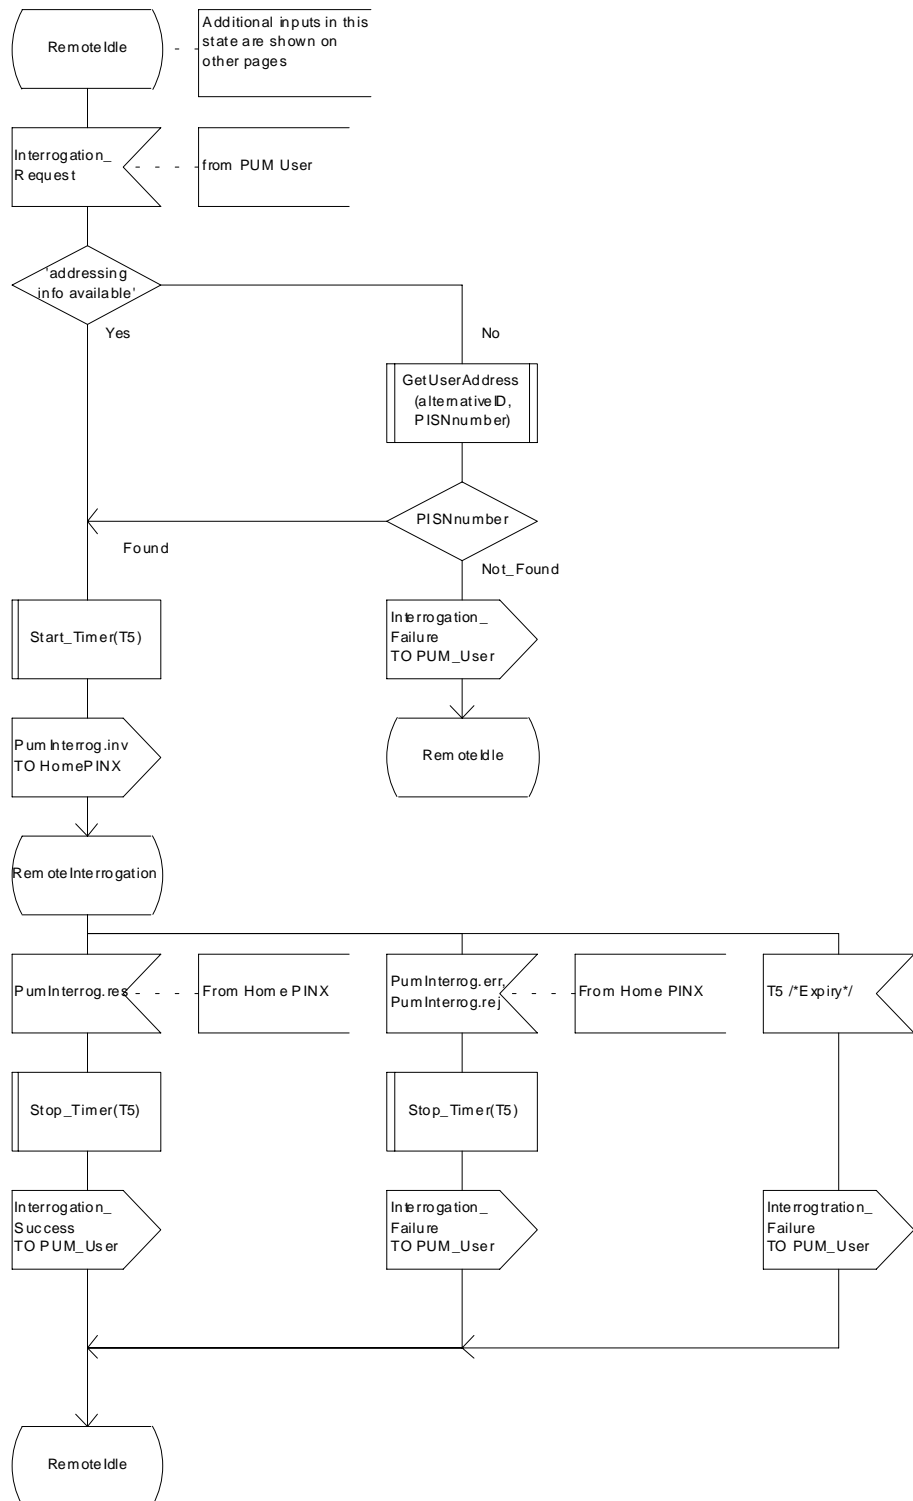 RemoteIdle
Additional inputs in this
state are shown on
other pages
Interrogation_
Request
from PUM User
'addressing
info available'
Yes
No
GetUserAddress
(alternativeID,
PISNnumber)
PISNnumber
Found
Not_Found
Start_Timer(T5)
Interrogation_
Failure
TO PUM_User
PumInterrog.inv
TO HomePINX
RemoteIdle
RemoteInterrogation
PumInterrog.res
From Home PINX
PumInterrog.err,
PumInterrog.rej
From Home PINX
T5 /*Expiry*/
Stop_Timer(T5)
Stop_Timer(T5)
Interrogation_
Success
TO PUM_User
Interrogation_
Failure
TO PUM_User
Interrogtration_
Failure
TO PUM_User
RemoteIdle